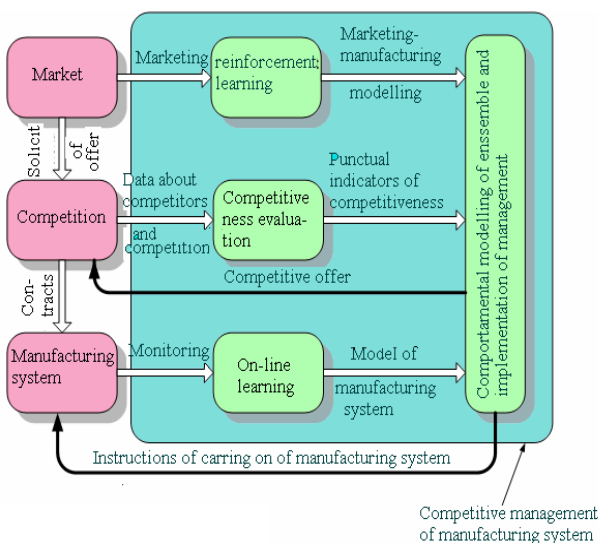 Market
Marketing
reinforcement;
learning
Marketing-
manufacturing
modelling
Solicit of offer
Competition
Data about
competitors
and
competition
Competitive
ness evalua-
tion
Punctual
indicators of
competitiveness
Competitive offer
Con-
tracts
Manufacturing
system
Monitoring
On-line
learning
Model of
manufacturing
system
Comportamental modelling of enssemble and
implementation of management
Instructions of carring on of manufacturing system
Competitive management
of manufacturing system